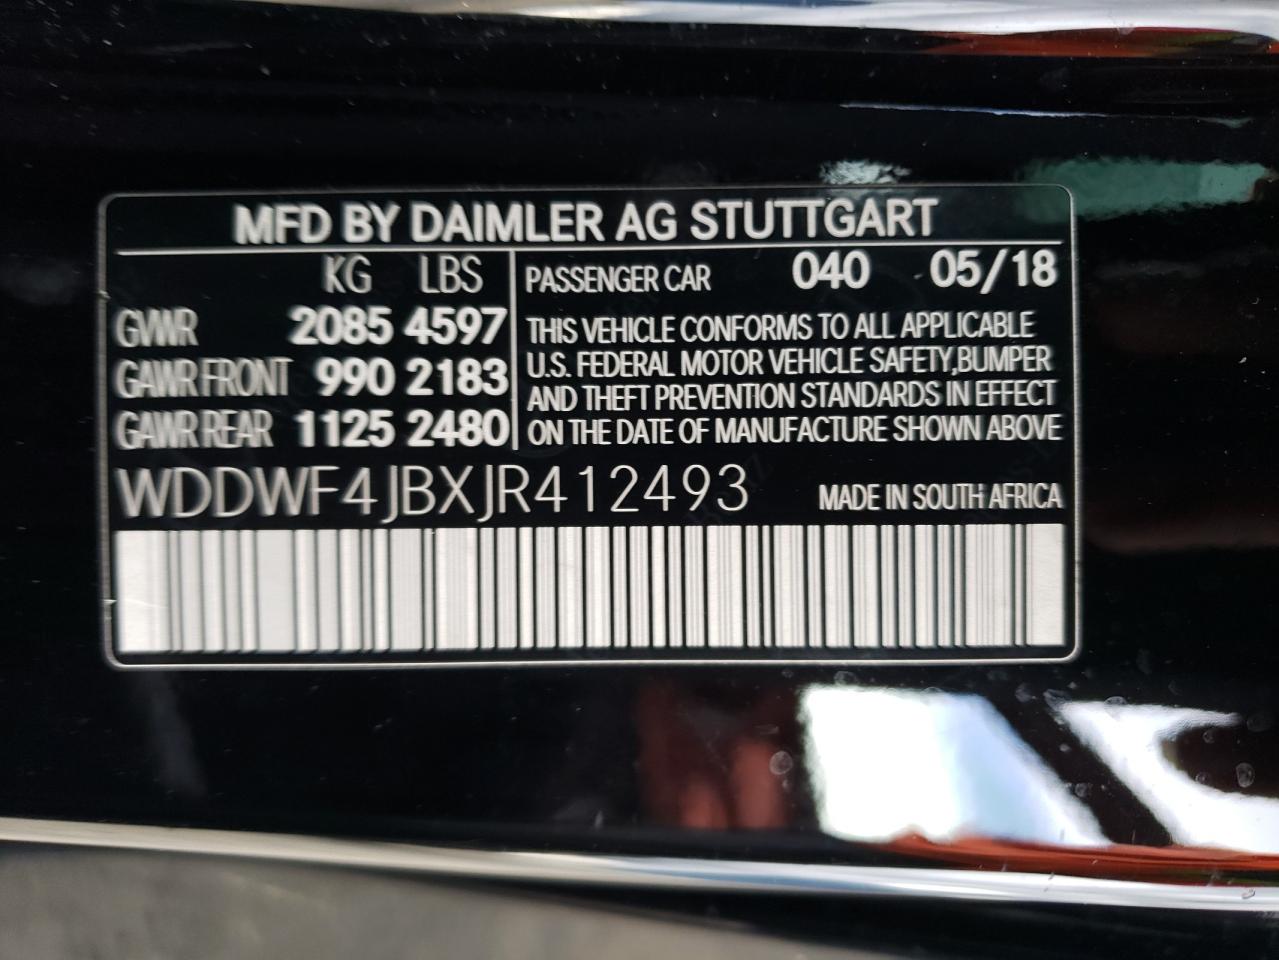 MFD BY DAIMLER AG STUTTGART
KG LBS
GWR 2085 4597
GAWR FRONT 990 2183
GAWR REAR 1125 2480
PASSENGER CAR 040 05/18
THIS VEHICLE CONFORMS TO ALL APPLICABLE
U.S. FEDERAL MOTOR VEHICLE SAFETY,BUMPER
AND THEFT PREVENTION STANDARDS IN EFFECT
ON THE DATE OF MANUFACTURE SHOWN ABOVE
WDDWF4JBXJR412493 MADE IN SOUTH AFRICA